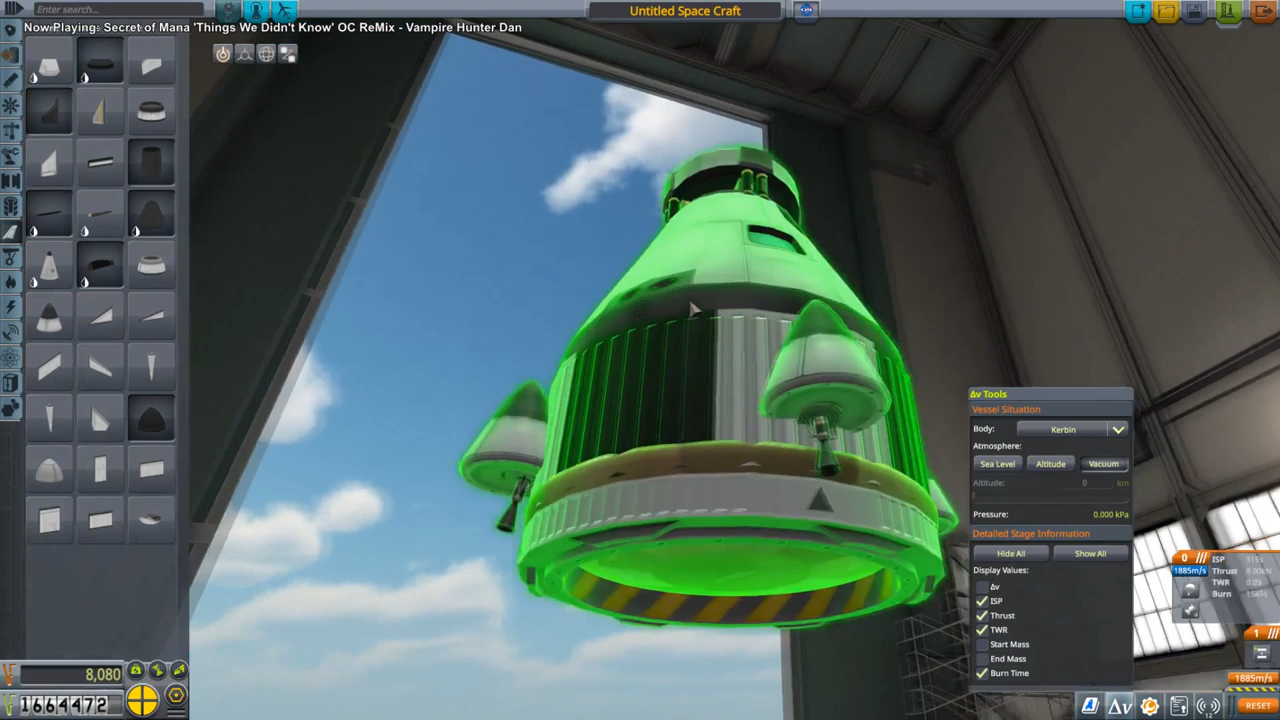 Enter search...
Untitled Space Craft
Now Playing: Secret of Mana 'Things We Didn't Know' OC ReMix - Vampire Hunter Dan
Δv Tools
Vessel Situation
Body: Kerbin
Atmosphere:
Sea Level Altitude Vacuum
Altitude: 0 km
Pressure: 0.000 kPa
Detailed Stage Information
Hide All Show All
Display Values:
Δv
ISP
Thrust
TWR
Start Mass
End Mass
Burn Time
0
1885m/s
ISP
Thrust
TWR
Burn
1
1885m/s
8,080
1664472
Δv
12
RESET